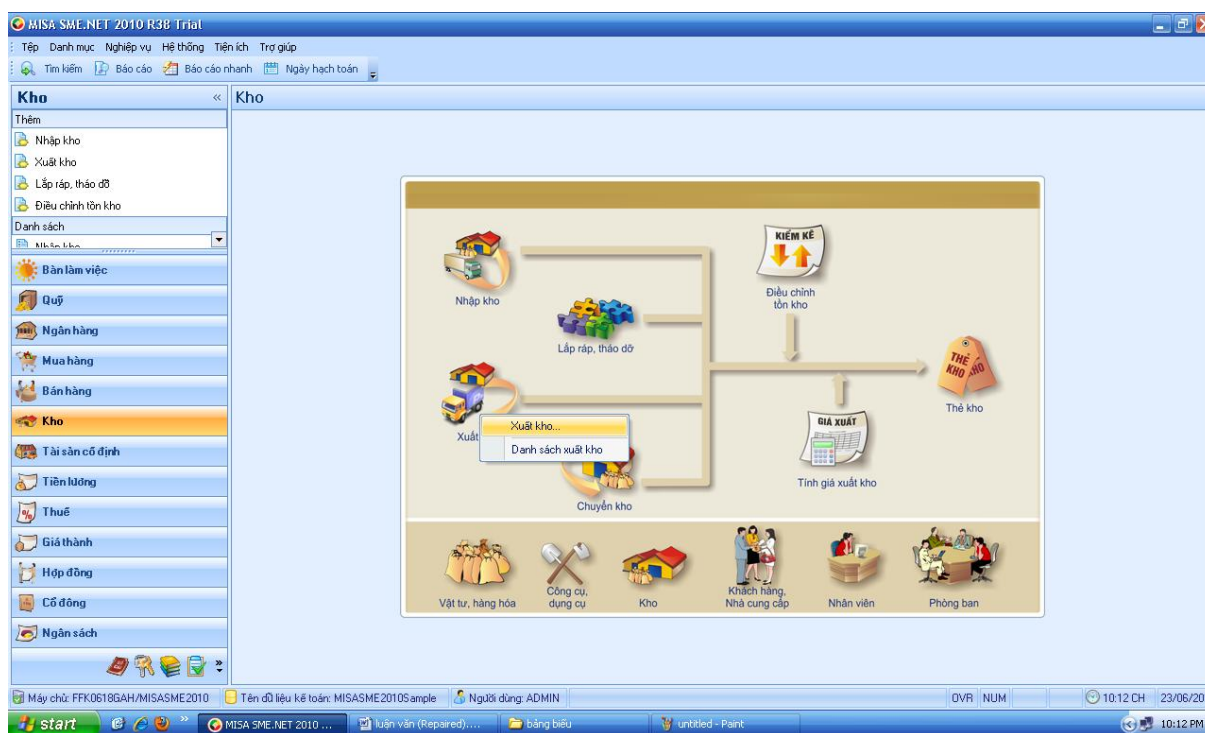 MISA SME.NET 2010 R38 Trial
Tệp Danh mục Nghiệp vụ Hệ thống Tiện ích Trợ giúp
Tìm kiếm Báo cáo Báo cáo nhanh Ngày hạch toán
Kho «
Kho
Thêm
Nhập kho
Xuất kho
Lắp ráp, tháo dỡ
Điều chỉnh tồn kho
Danh sách
Nhập kho
Bàn làm việc
Quỹ
Ngân hàng
Mua hàng
Bán hàng
Kho
Tài sản cố định
Tiền lương
Thuế
Giá thành
Hợp đồng
Cổ đông
Ngân sách
KIỂM KÊ
Điều chỉnh
tồn kho
Nhập kho
Lắp ráp, tháo dỡ
THẺ
KHO
Thẻ kho
Xuất
Xuất kho...
Danh sách xuất kho
GIÁ XUẤT
Tính giá xuất kho
Chuyển kho
Vật tư, hàng hóa
Công cụ,
dụng cụ
Kho
Khách hàng,
Nhà cung cấp
Nhân viên
Phòng ban
Máy chủ: FFK0618GAH/MISASME2010 Tên dữ liệu kế toán: MISASME2010Sample Người dùng: ADMIN OVR NUM 10:12 CH 23/06/20
start MISA SME.NET 2010 ... luận văn (Repaired).... bảng biểu untitled - Paint 10:12 PM